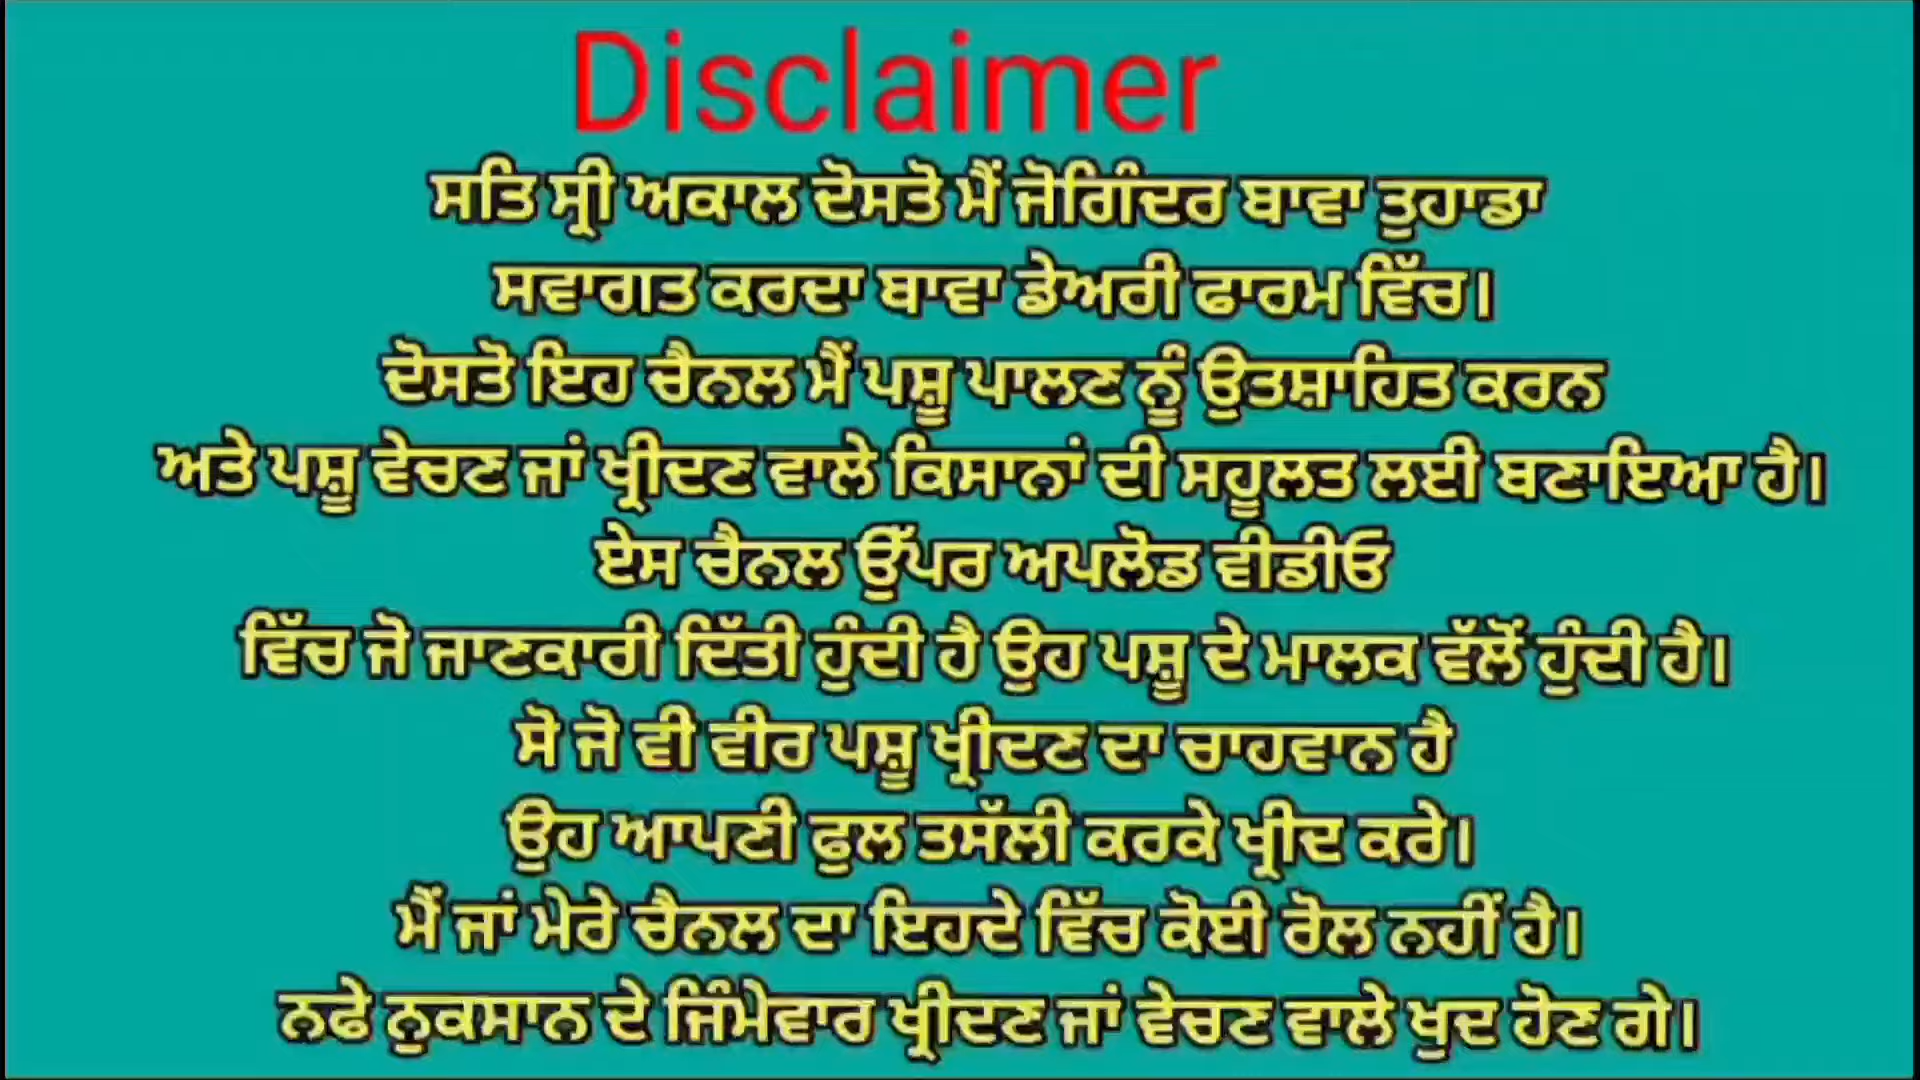 Disclaimer
ਸਤਿ ਸ੍ਰੀ ਅਕਾਲ ਦੋਸਤੋ ਮੈਂ ਜੋਗਿੰਦਰ ਬਾਵਾ ਤੁਹਾਡਾ
ਸਵਾਗਤ ਕਰਦਾ ਬਾਵਾ ਡੇਅਰੀ ਫਾਰਮ ਵਿੱਚ।
ਦੋਸਤੋ ਇਹ ਚੈਨਲ ਮੈਂ ਪਸ਼ੂ ਪਾਲਣ ਨੂੰ ਉਤਸ਼ਾਹਿਤ ਕਰਨ
ਅਤੇ ਪਸ਼ੂ ਵੇਚਣ ਜਾਂ ਖ੍ਰੀਦਣ ਵਾਲੇ ਕਿਸਾਨਾਂ ਦੀ ਸਹੂਲਤ ਲਈ ਬਣਾਇਆ ਹੈ।
ਏਸ ਚੈਨਲ ਉੱਪਰ ਅਪਲੋਡ ਵੀਡੀਓ
ਵਿੱਚ ਜੋ ਜਾਣਕਾਰੀ ਦਿੱਤੀ ਹੁੰਦੀ ਹੈ ਉਹ ਪਸ਼ੂ ਦੇ ਮਾਲਕ ਵੱਲੋਂ ਹੁੰਦੀ ਹੈ।
ਸੋ ਜੋ ਵੀ ਵੀਰ ਪਸ਼ੂ ਖ੍ਰੀਦਣ ਦਾ ਚਾਹਵਾਨ ਹੈ
ਉਹ ਆਪਣੀ ਫੁਲ ਤਸੱਲੀ ਕਰਕੇ ਖ੍ਰੀਦ ਕਰੇ।
ਮੈਂ ਜਾਂ ਮੇਰੇ ਚੈਨਲ ਦਾ ਇਹਦੇ ਵਿੱਚ ਕੋਈ ਰੋਲ ਨਹੀਂ ਹੈ।
ਨਫੇ ਨੁਕਸਾਨ ਦੇ ਜਿੰਮੇਵਾਰ ਖ੍ਰੀਦਣ ਜਾਂ ਵੇਚਣ ਵਾਲੇ ਖੁਦ ਹੋਣ ਗੇ।